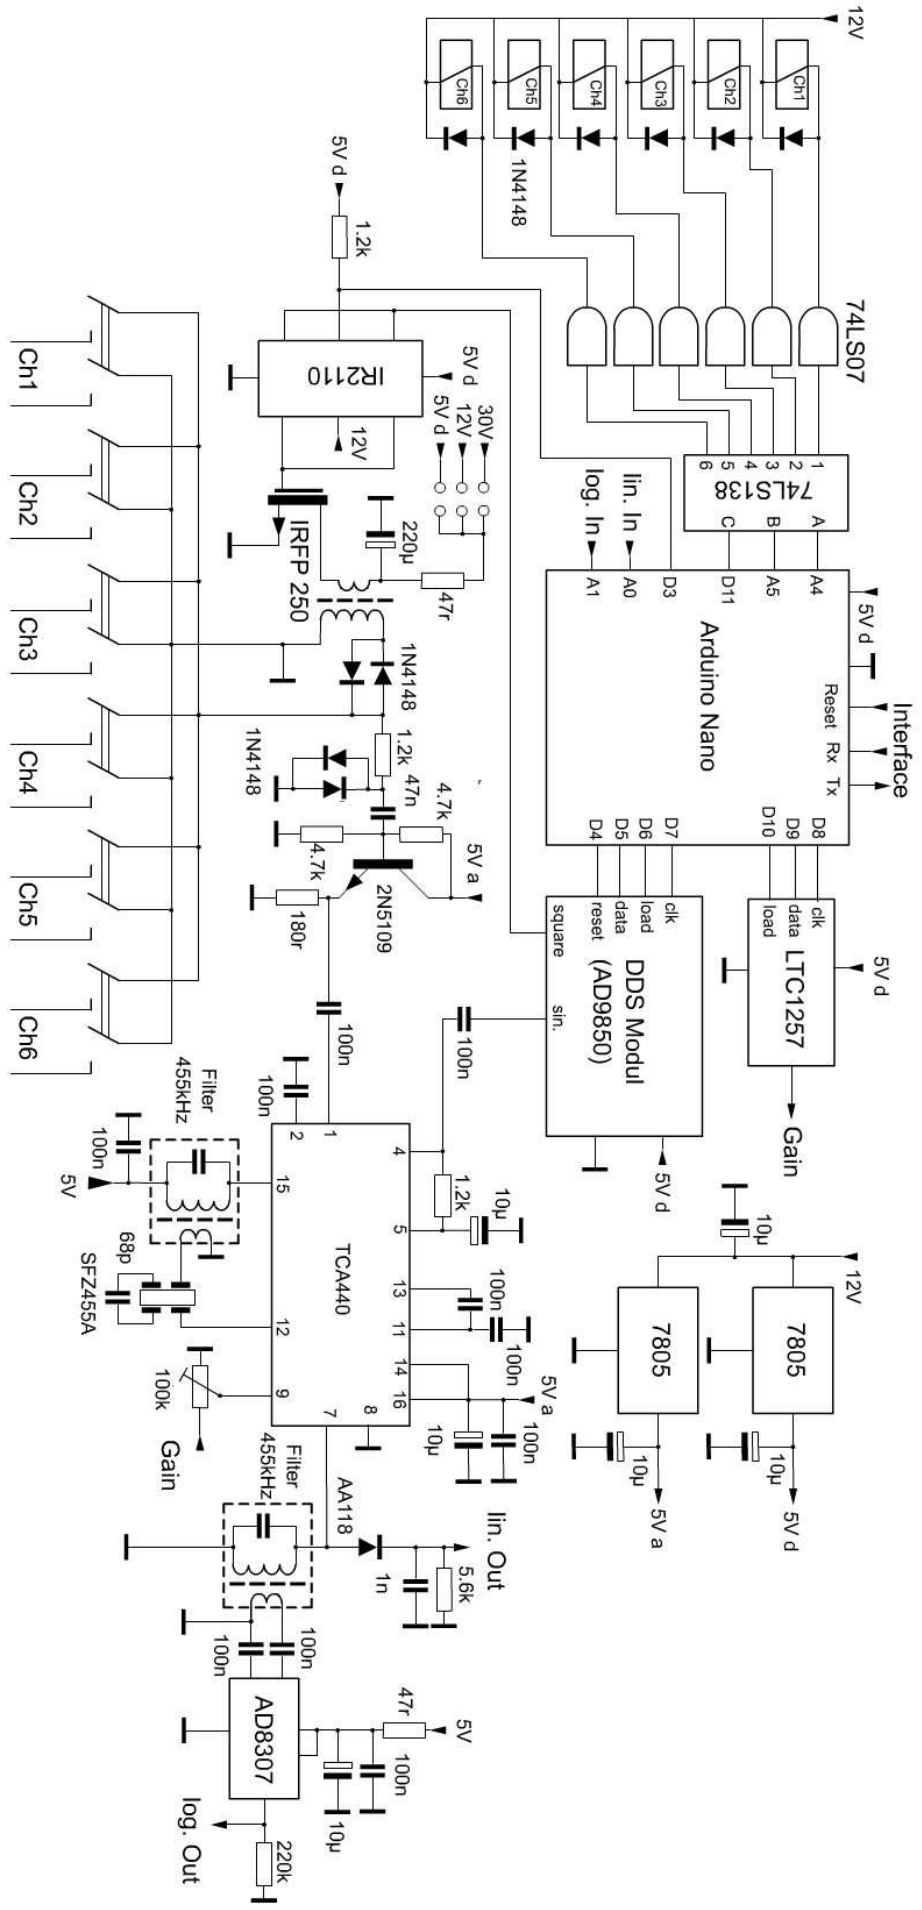 12V
Ch1
Ch2
Ch3
Ch4
Ch5
Ch6
1N4148
74LS07
5V d
1.2k
IR2110
5V d
12V
30V
12V
5V d
220µ
47r
IRFP 250
1N4148
1.2k
1N4148
47n
4.7k
4.7k
5V a
2N5109
180r
100n
Ch1
Ch2
Ch3
Ch4
Ch5
Ch6
74LS138
1
2
3
4
5
6
A
B
C
lin. In
log. In
Arduino Nano
A4
A5
D11
D3
A0
A1
5V d
Interface
Reset
Rx
Tx
D8
D9
D10
D7
D6
D5
D4
LTC1257
clk
data
load
5V d
Gain
DDS Modul
(AD9850)
clk
load
data
reset
square
sin.
5V d
100n
TCA440
1
2
15
12
9
7
8
16
14
11
13
5
4
100n
1.2k
10µ
100n
100n
5V a
10µ
100n
Filter
455kHz
100n
5V
68p
SFZ455A
100k
Gain
Filter
455kHz
AA118
1n
5.6k
lin. Out
100n
100n
AD8307
47r
5V
100n
10µ
log. Out
220k
12V
10µ
7805
7805
10µ
10µ
5V d
5V a